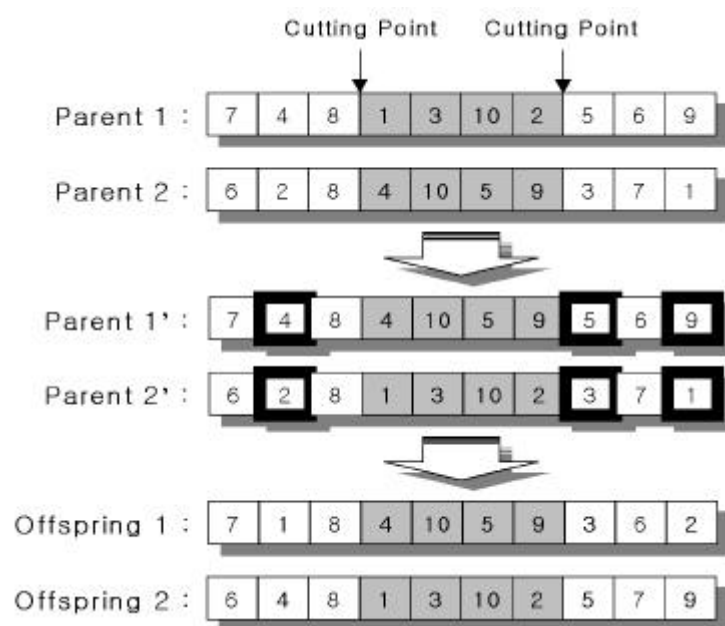 Cutting Point Cutting Point
Parent 1 : 7 4 8 1 3 10 2 5 6 9
Parent 2 : 6 2 8 4 10 5 9 3 7 1
Parent 1' : 7 4 8 4 10 5 9 5 6 9
Parent 2' : 6 2 8 1 3 10 2 3 7 1
Offspring 1 : 7 1 8 4 10 5 9 3 6 2
Offspring 2 : 6 4 8 1 3 10 2 5 7 9